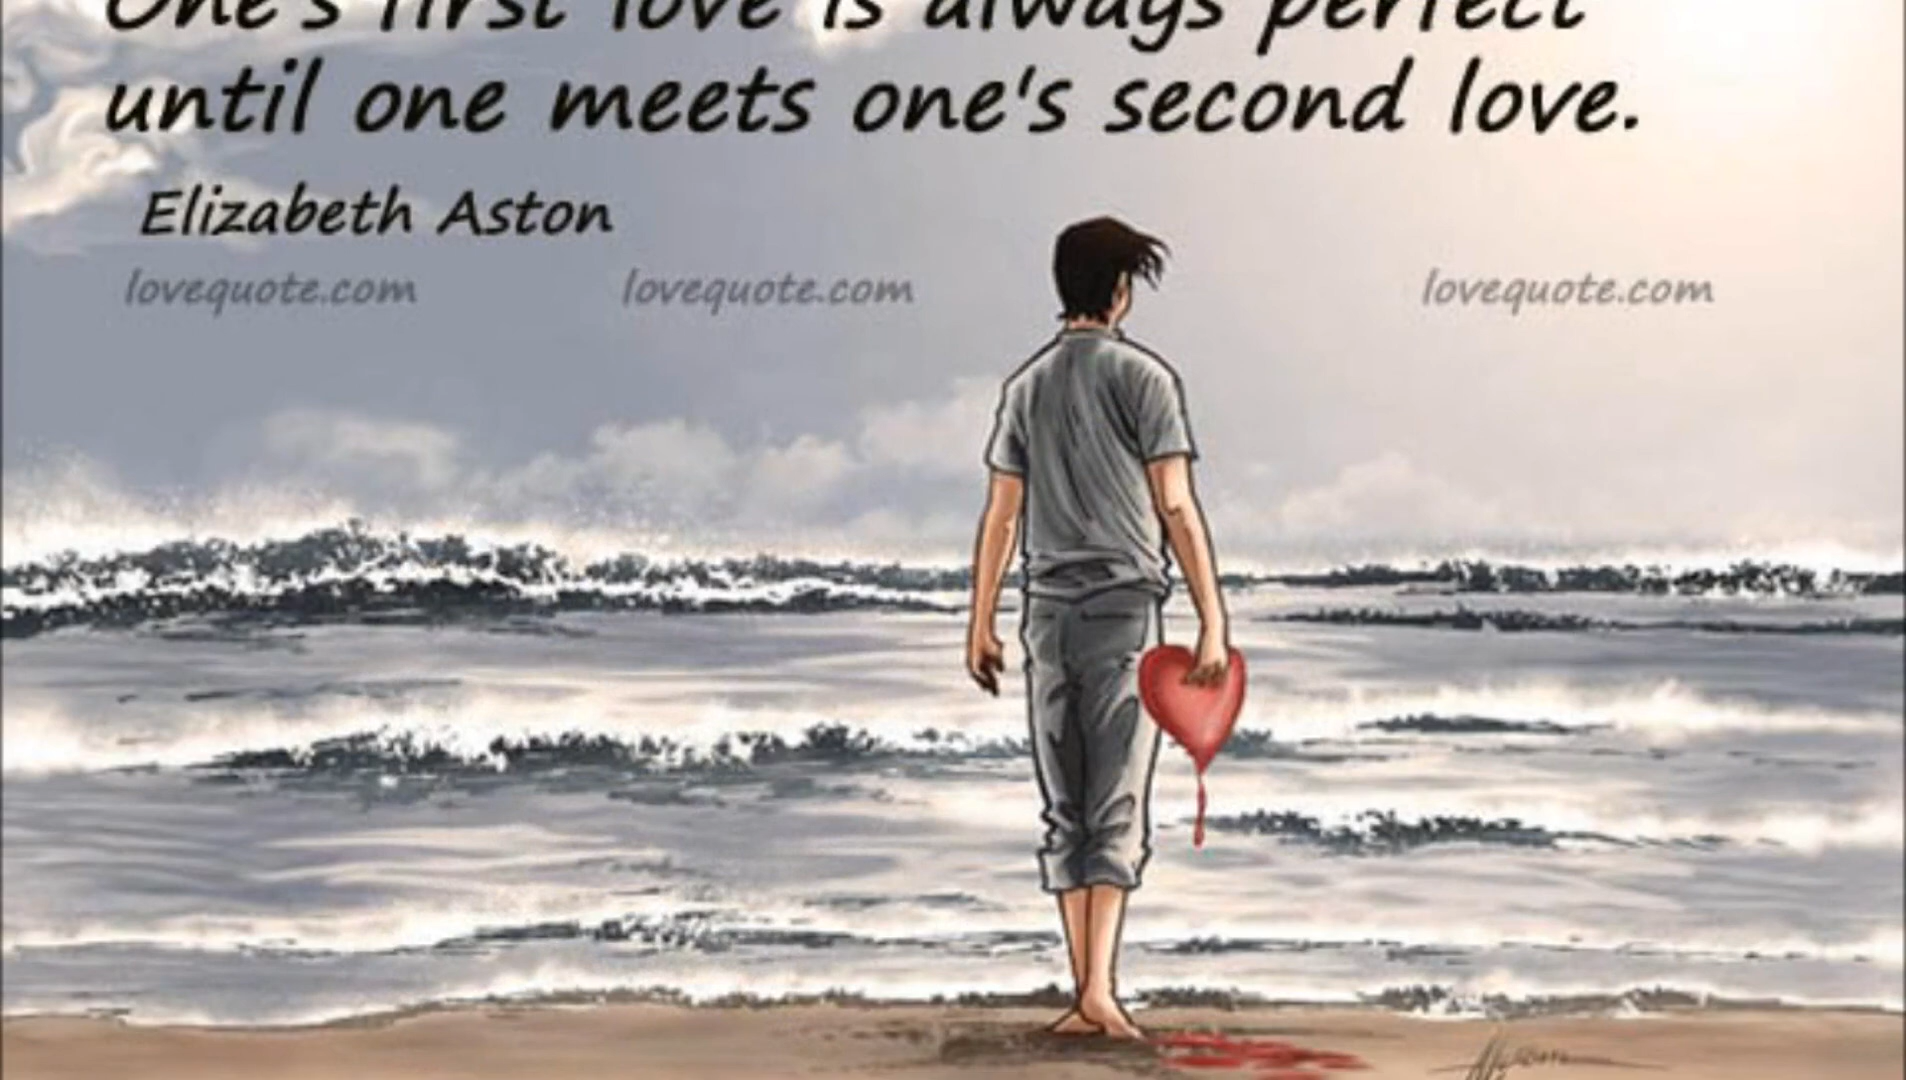 One's first love is always perfect
until one meets one's second love.
Elizabeth Aston
lovequote.com lovequote.com lovequote.com